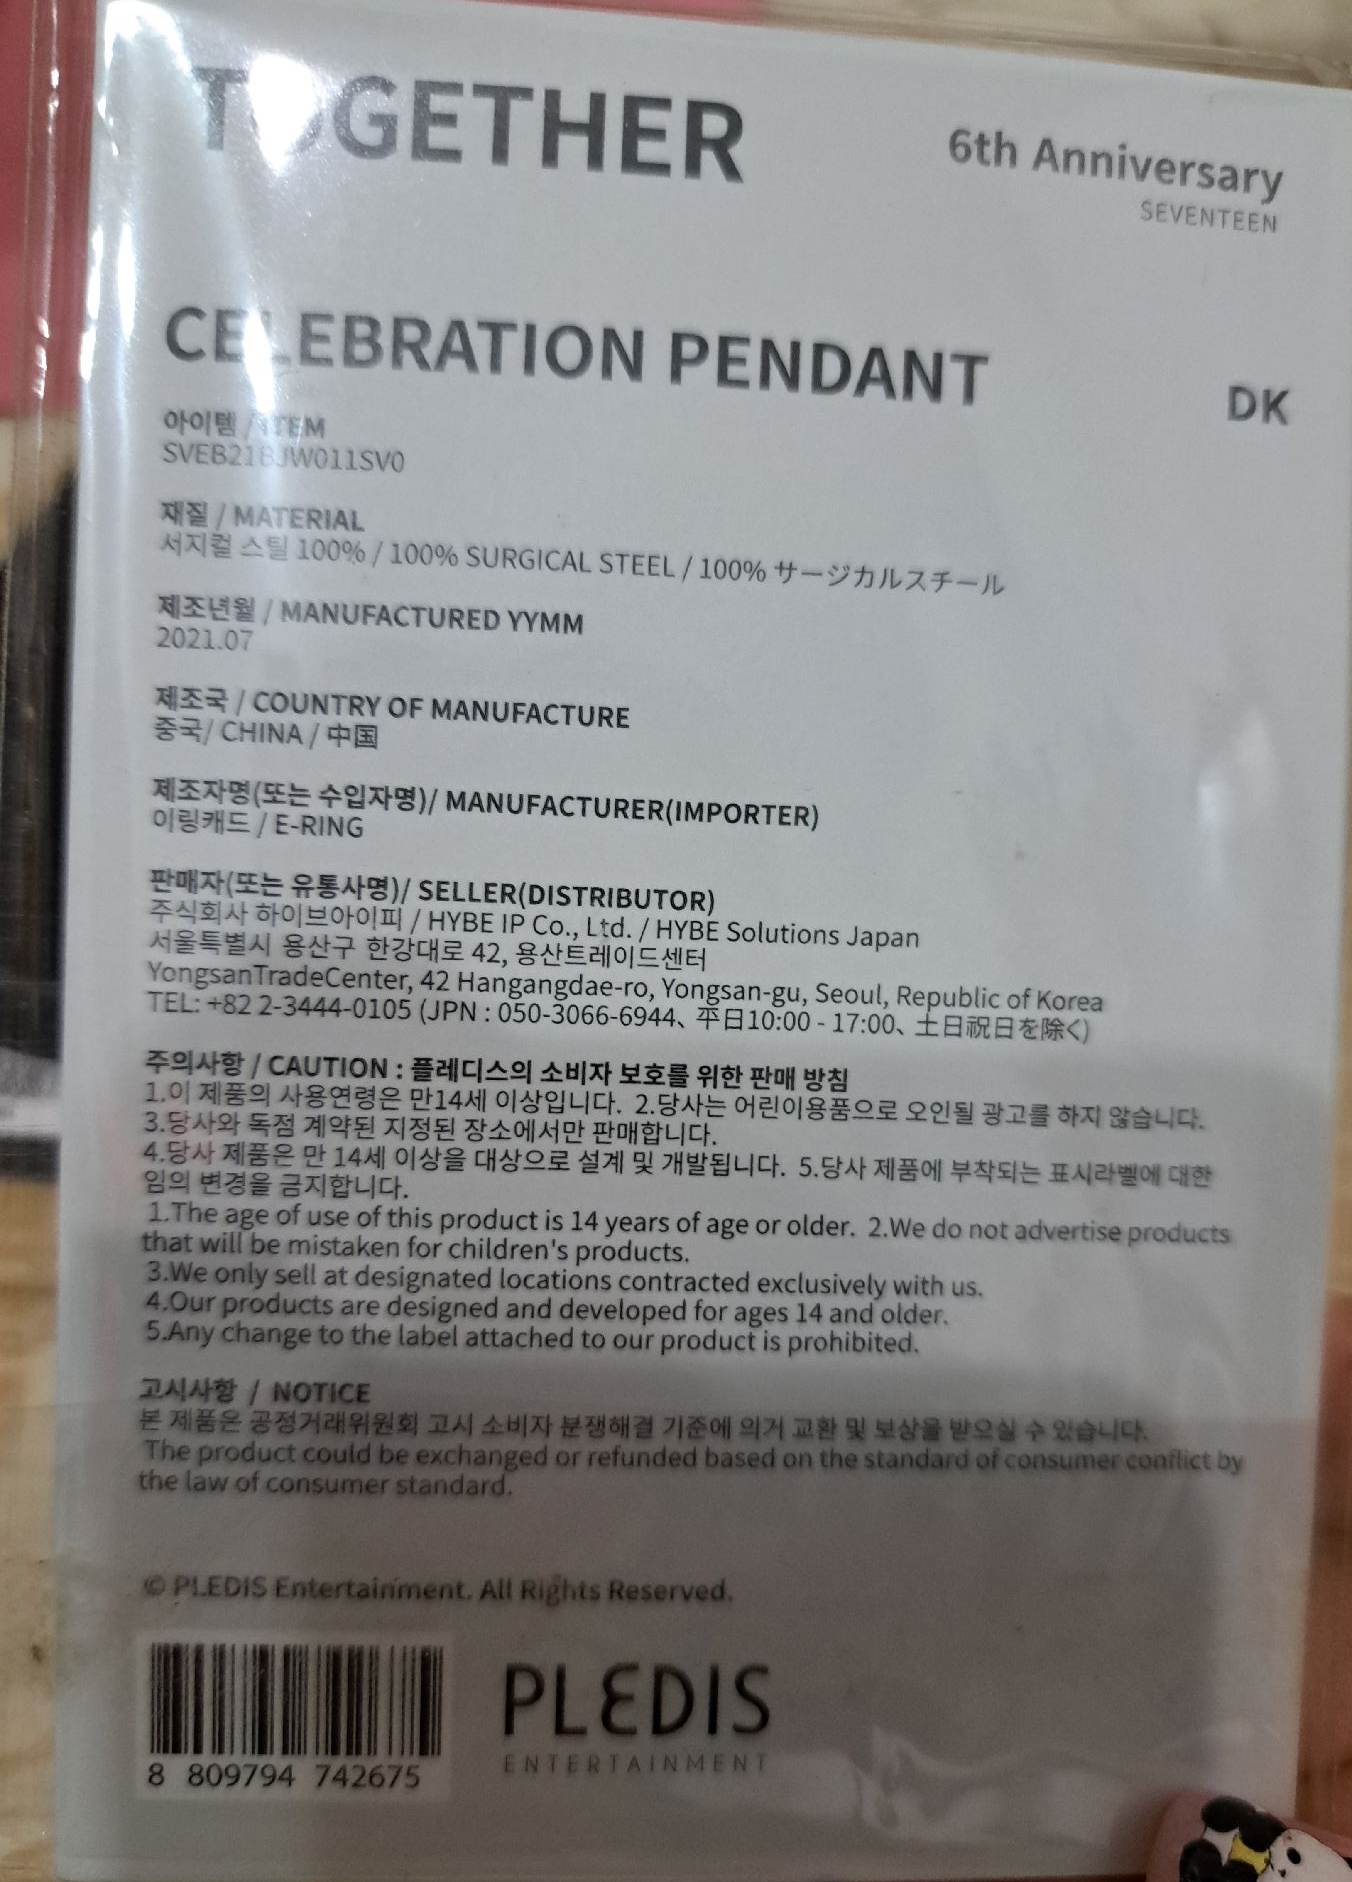 TOGETHER
6th Anniversary
SEVENTEEN
CELEBRATION PENDANT
DK
아이템 / ITEM
SVEB21BJW011SV0
재질 / MATERIAL
서지컬 스틸 100% / 100% SURGICAL STEEL / 100% サージカルスチール
제조년월 / MANUFACTURED YYMM
2021.07
제조국 / COUNTRY OF MANUFACTURE
중국/ CHINA / 中国
제조자명(또는 수입자명)/ MANUFACTURER(IMPORTER)
이링캐드 / E-RING
판매자(또는 유통사명)/ SELLER(DISTRIBUTOR)
주식회사 하이브아이피 / HYBE IP Co., Ltd. / HYBE Solutions Japan
서울특별시 용산구 한강대로 42, 용산트레이드센터
YongsanTradeCenter, 42 Hangangdae-ro, Yongsan-gu, Seoul, Republic of Korea
TEL: +82 2-3444-0105 (JPN : 050-3066-6944、 平日10:00 - 17:00、 土日祝日を除く)
주의사항 / CAUTION : 플레디스의 소비자 보호를 위한 판매 방침
1.이 제품의 사용연령은 만14세 이상입니다. 2.당사는 어린이용품으로 오인될 광고를 하지 않습니다.
3.당사와 독점 계약된 지정된 장소에서만 판매합니다.
4.당사 제품은 만 14세 이상을 대상으로 설계 및 개발됩니다. 5.당사 제품에 부착되는 표시라벨에 대한
임의 변경을 금지합니다.
1.The age of use of this product is 14 years of age or older. 2.We do not advertise products
that will be mistaken for children's products.
3.We only sell at designated locations contracted exclusively with us.
4.Our products are designed and developed for ages 14 and older.
5.Any change to the label attached to our product is prohibited.
고시사항 / NOTICE
본 제품은 공정거래위원회 고시 소비자 분쟁해결 기준에 의거 교환 및 보상을 받으실 수 있습니다.
The product could be exchanged or refunded based on the standard of consumer conflict by
the law of consumer standard.
© PLEDIS Entertainment. All Rights Reserved.
8 809794 742675
PLEDIS
ENTERTAINMENT